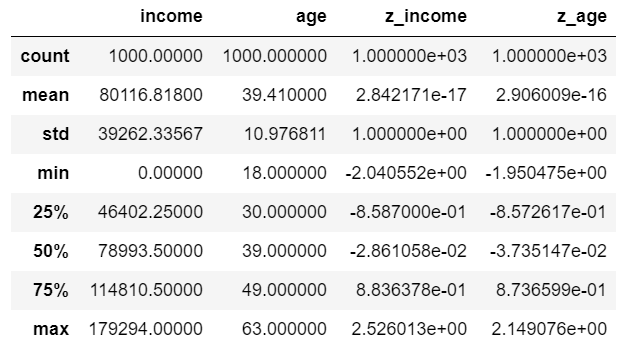 income age z_income z_age
count 1000.00000 1000.000000 1.000000e+03 1.000000e+03
mean 80116.81800 39.410000 2.842171e-17 2.906009e-16
std 39262.33567 10.976811 1.000000e+00 1.000000e+00
min 0.00000 18.000000 -2.040552e+00 -1.950475e+00
25% 46402.25000 30.000000 -8.587000e-01 -8.572617e-01
50% 78993.50000 39.000000 -2.861058e-02 -3.735147e-02
75% 114810.50000 49.000000 8.836378e-01 8.736599e-01
max 179294.00000 63.000000 2.526013e+00 2.149076e+00